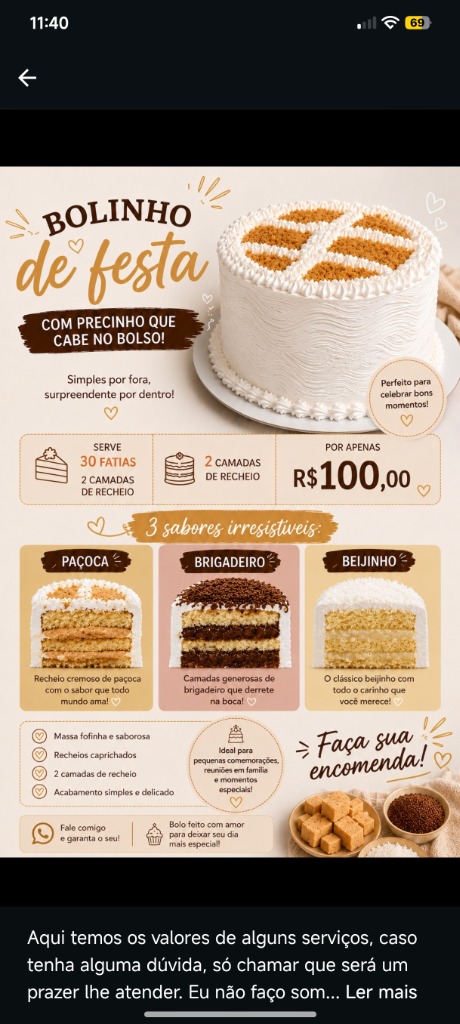 11:40
69
BOLINHO
de festa
COM PRECINHO QUE
CABE NO BOLSO!
Simples por fora,
surpreendente por dentro!
Perfeito para
celebrar bons
momentos!
SERVE
30 FATIAS
2 CAMADAS
DE RECHEIO
2 CAMADAS
DE RECHEIO
POR APENAS
R$100,00
3 sabores irresistíveis:
PAÇOCA
Recheio cremoso de paçoca
com o sabor que todo
mundo ama!
BRIGADEIRO
Camadas generosas de
brigadeiro que derrete
na boca!
BEIJINHO
O clássico beijinho com
todo o carinho que
você merece!
Massa fofinha e saborosa
Recheios caprichados
2 camadas de recheio
Acabamento simples e delicado
Ideal para
pequenas comemorações,
reuniões em família
e momentos
especiais!
Faça sua
encomenda!
Fale comigo
e garanta o seu!
Bolo feito com amor
para deixar seu dia
mais especial!
Aqui temos os valores de alguns serviços, caso
tenha alguma dúvida, só chamar que será um
prazer lhe atender. Eu não faço som... Ler mais